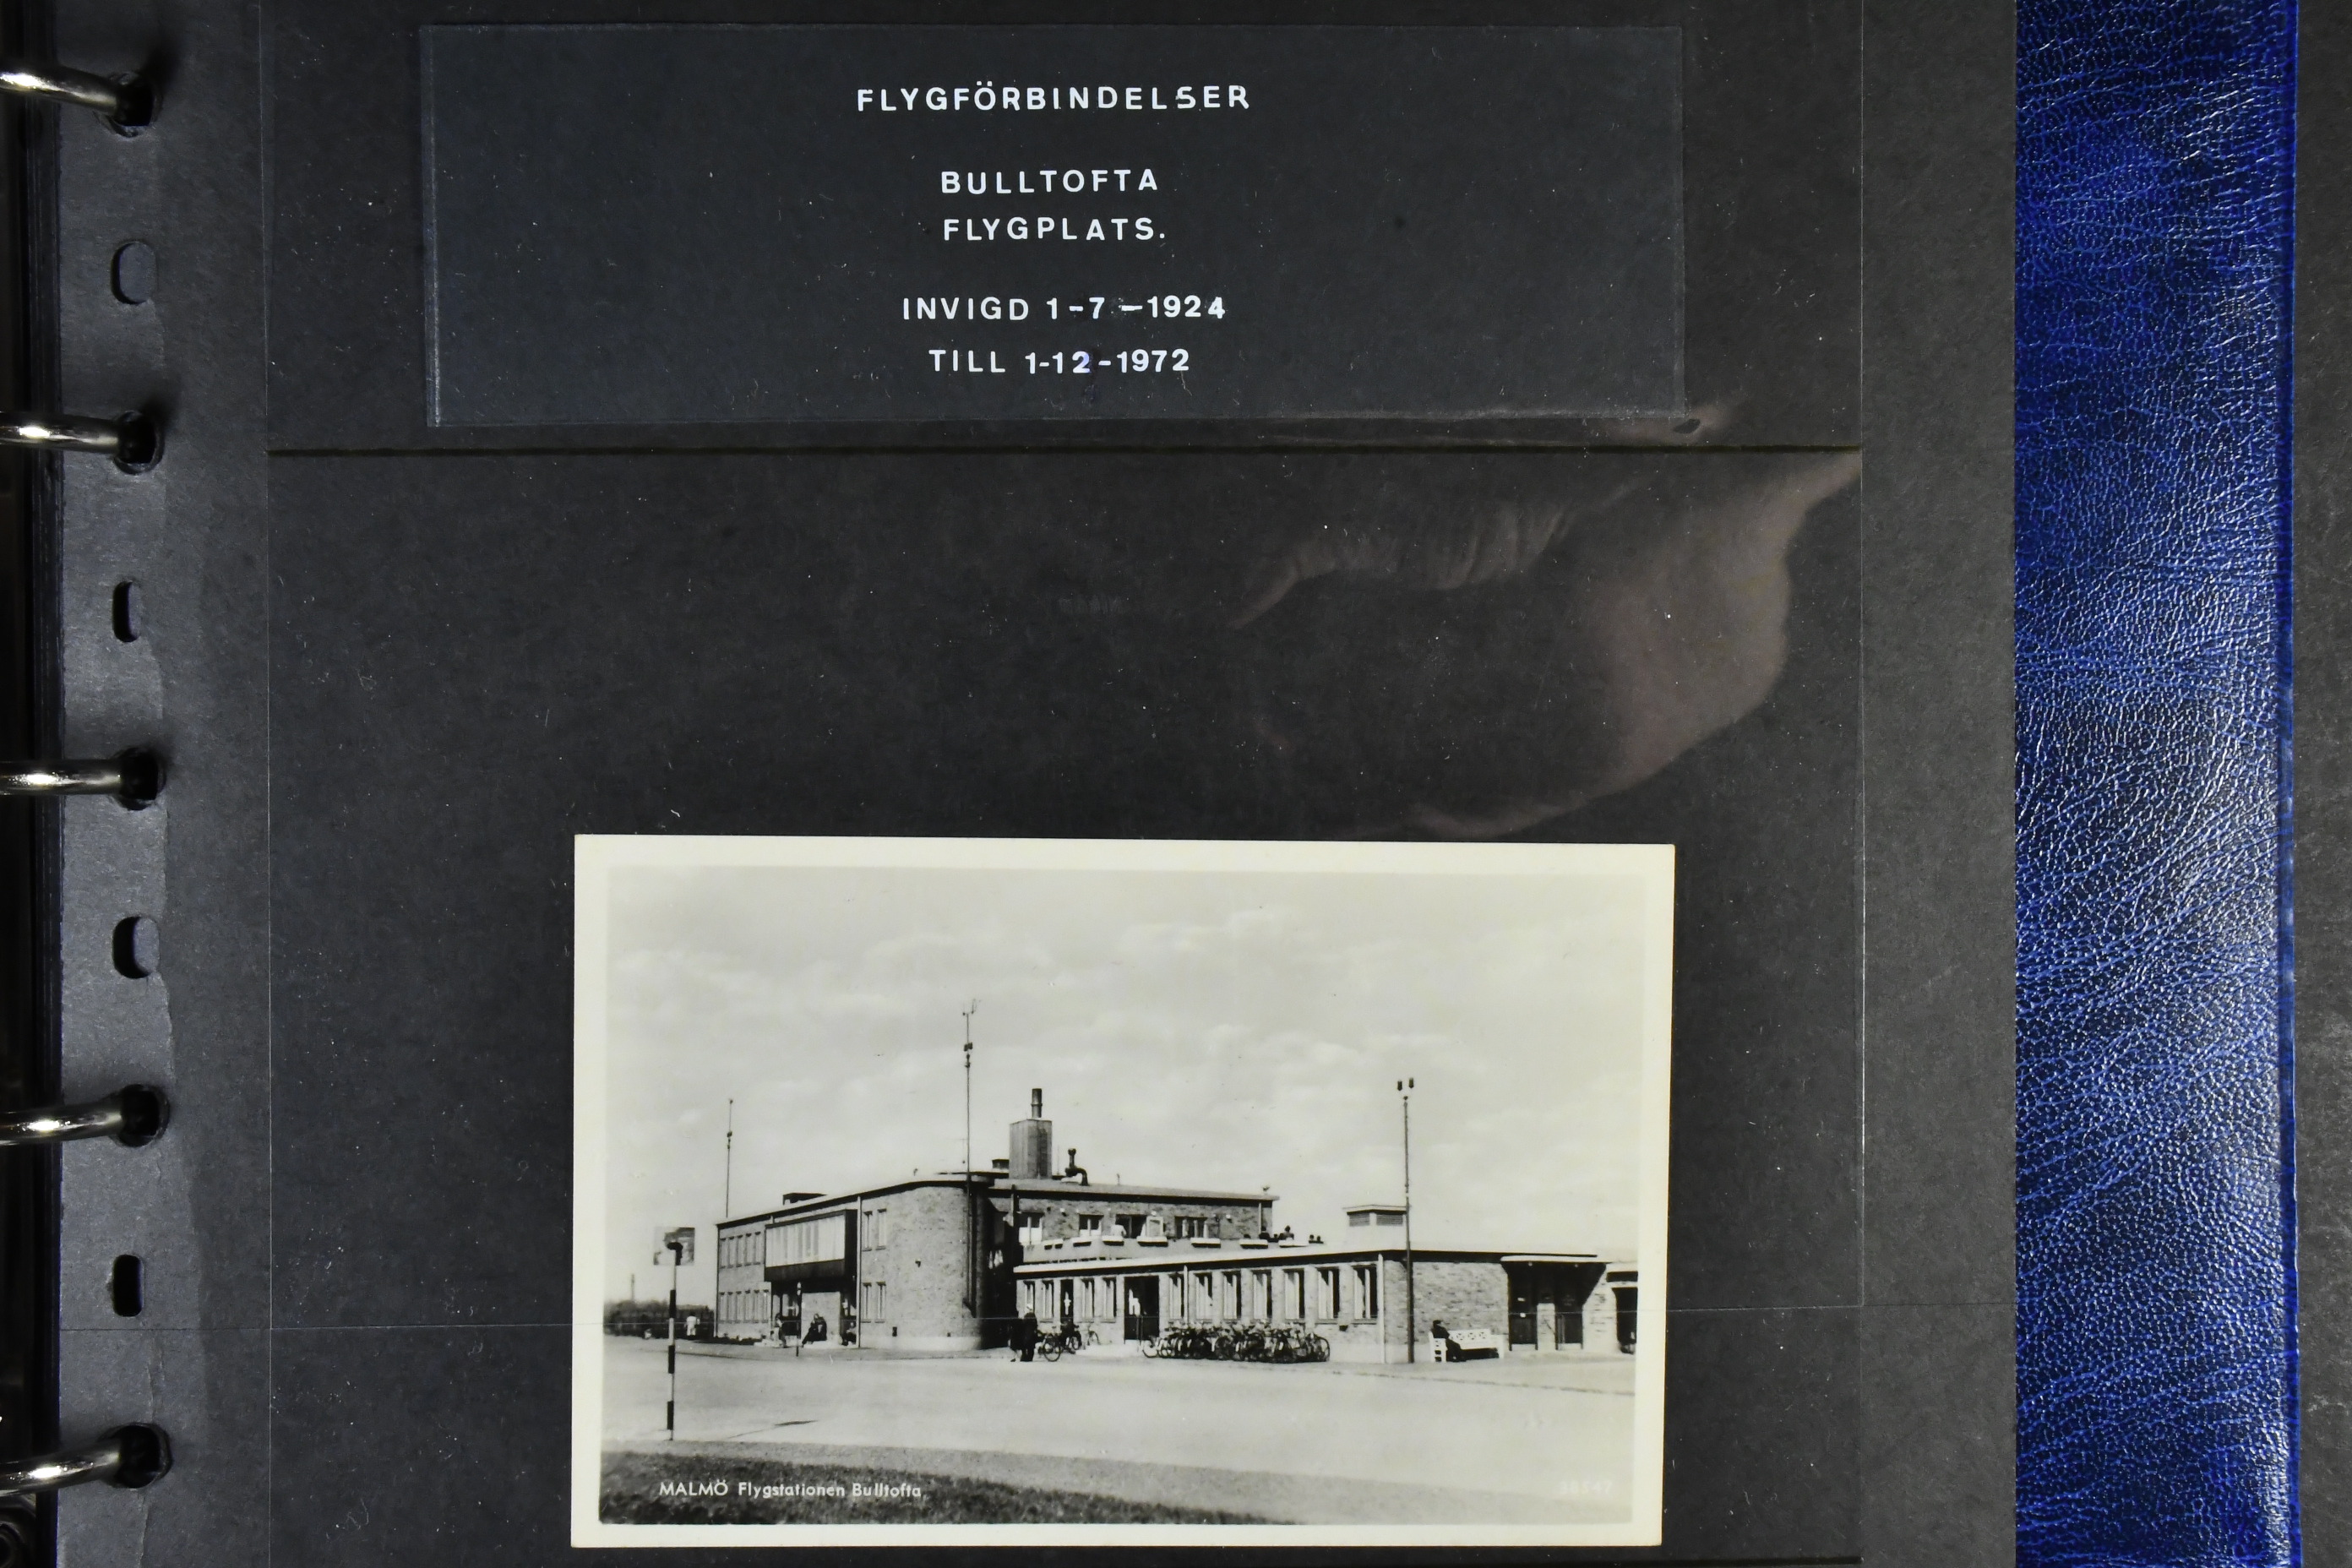 FLYGFÖRBINDELSER
BULLTOFTA
FLYGPLATS.
INVIGD 1-7-1924
TILL 1-12-1972
MALMÖ Flygstationen Bulltofta